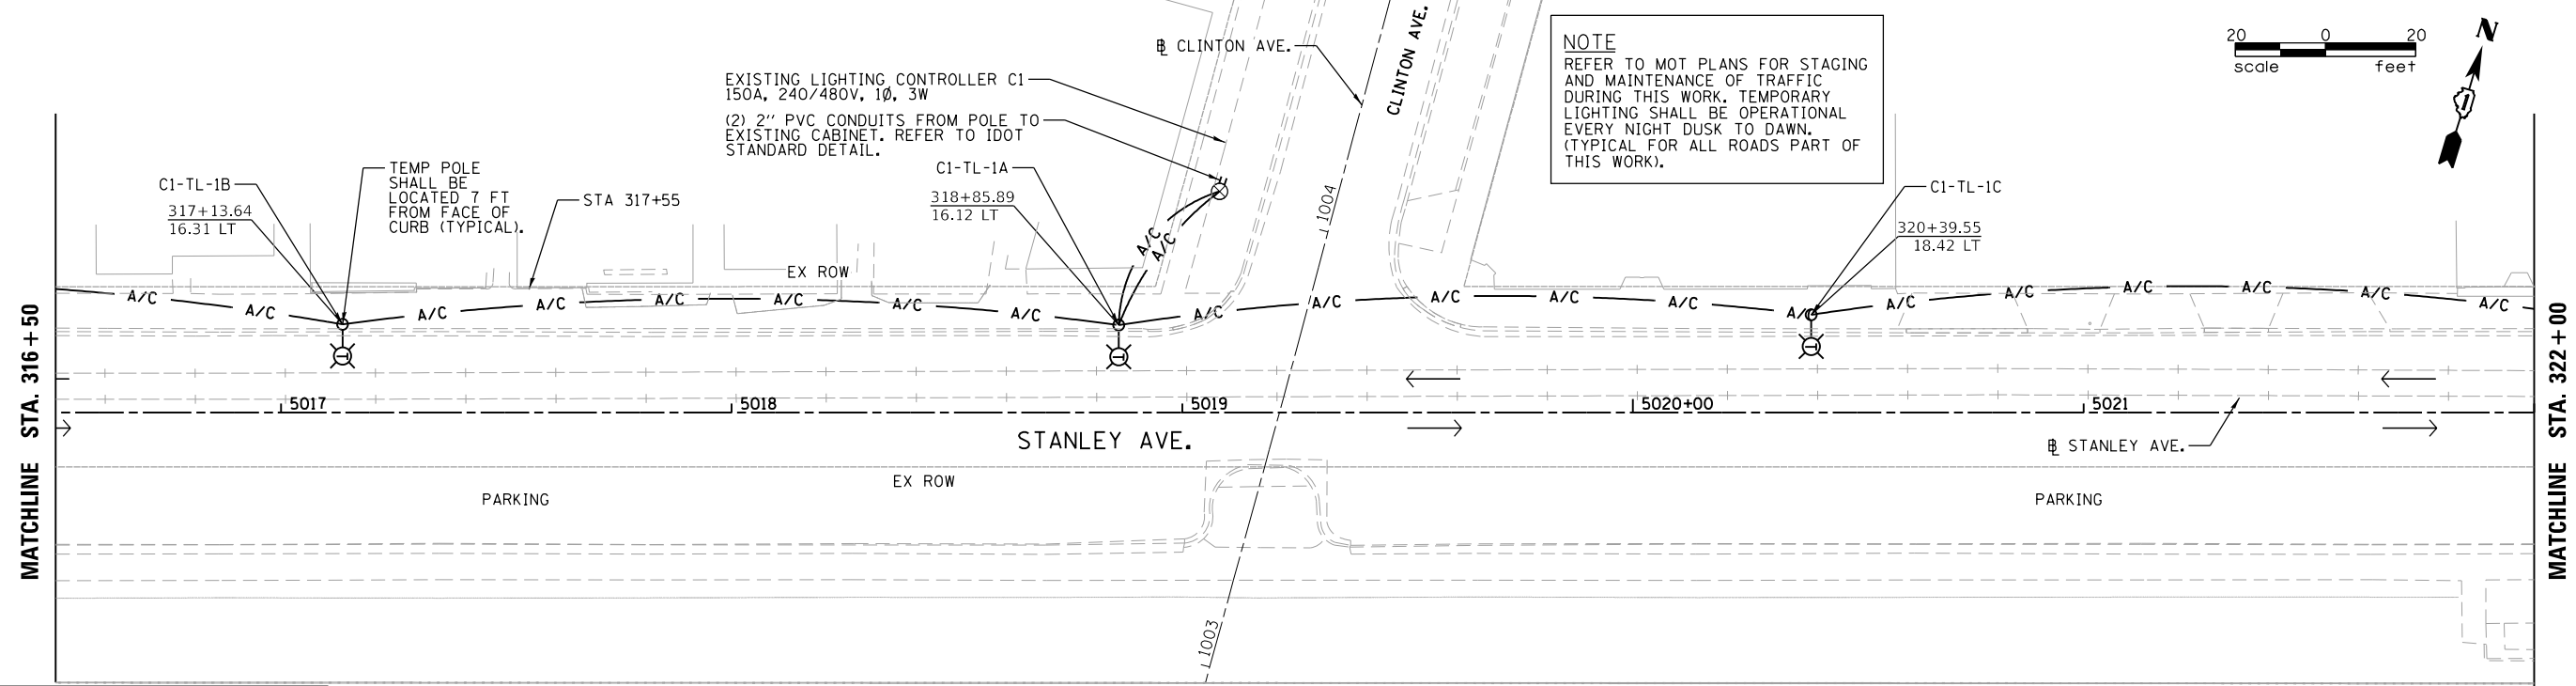 ₧ CLINTON AVE.
CLINTON AVE.
NOTE
REFER TO MOT PLANS FOR STAGING
AND MAINTENANCE OF TRAFFIC
DURING THIS WORK. TEMPORARY
LIGHTING SHALL BE OPERATIONAL
EVERY NIGHT DUSK TO DAWN.
(TYPICAL FOR ALL ROADS PART OF
THIS WORK).
20 0 20
scale feet
N
EXISTING LIGHTING CONTROLLER C1
150A, 240/480V, 1Ø, 3W
(2) 2'' PVC CONDUITS FROM POLE TO
EXISTING CABINET. REFER TO IDOT
STANDARD DETAIL.
C1-TL-1B
317+13.64
16.31 LT
TEMP POLE
SHALL BE
LOCATED 7 FT
FROM FACE OF
CURB (TYPICAL).
STA 317+55
C1-TL-1A
318+85.89
16.12 LT
1004
C1-TL-1C
320+39.55
18.42 LT
A/C
A/C
EX ROW
A/C A/C A/C A/C A/C A/C A/C A/C A/C A/C A/C A/C A/C A/C A/C A/C A/C A/C A/C A/C A/C
T
T
T
MATCHLINE STA. 316+50
MATCHLINE STA. 322+00
5017 5018 5019 5020+00 5021
STANLEY AVE.
BL STANLEY AVE.
EX ROW
PARKING
PARKING
1003